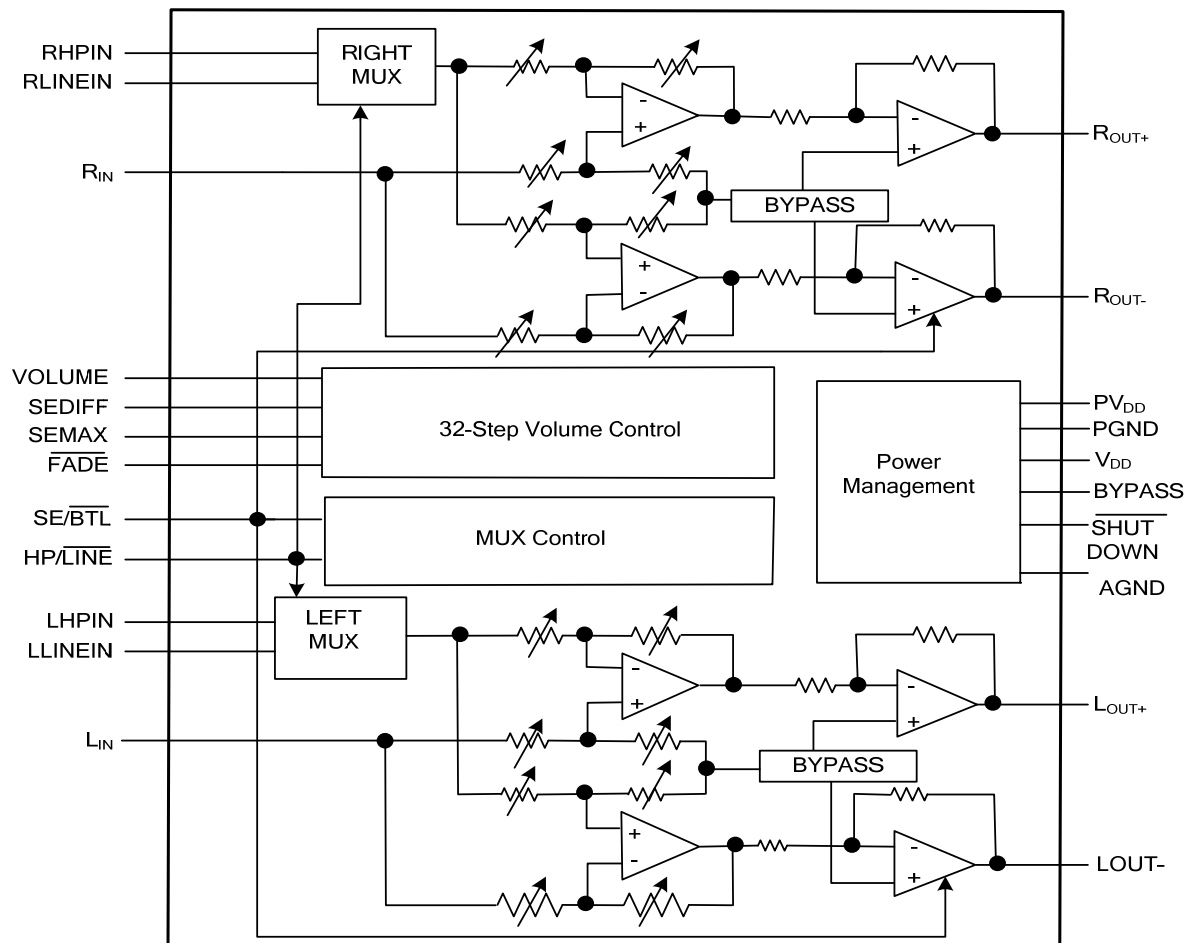 RHPIN
RLINEIN
RIGHT
MUX
-
+
-
+
ROUT+
RIN
BYPASS
+
-
-
+
ROUT-
VOLUME
SEDIFF
SEMAX
FADE
32-Step Volume Control
Power
Management
PVDD
PGND
VDD
BYPASS
SHUT
DOWN
AGND
SE/BTL
HP/LINE
MUX Control
LHPIN
LLINEIN
LEFT
MUX
-
+
-
+
LOUT+
LIN
BYPASS
+
-
-
+
LOUT-